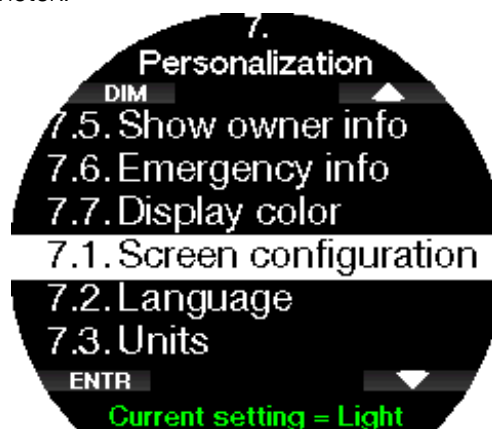 7.
Personalization
DIM
7.5. Show owner info
7.6. Emergency info
7.7. Display color
7.1. Screen configuration
7.2. Language
7.3. Units
ENTR
Current setting = Light